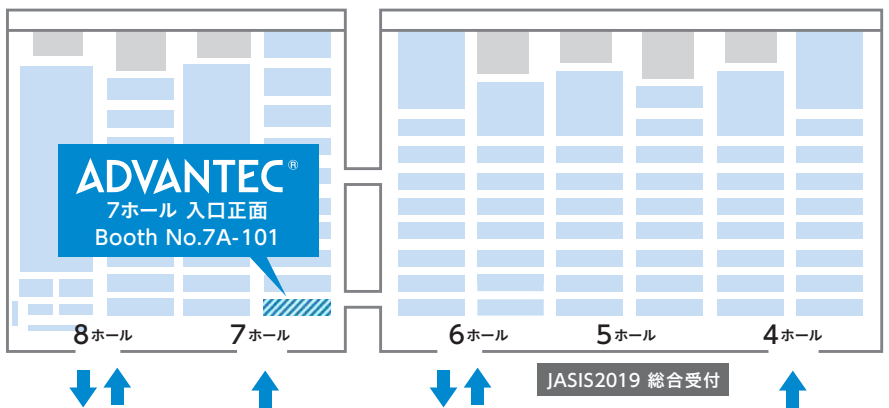 ADVANTEC®
7ホール 入口正面
Booth No.7A-101
8ホール
7ホール
6ホール
5ホール
4ホール
JASIS2019 総合受付